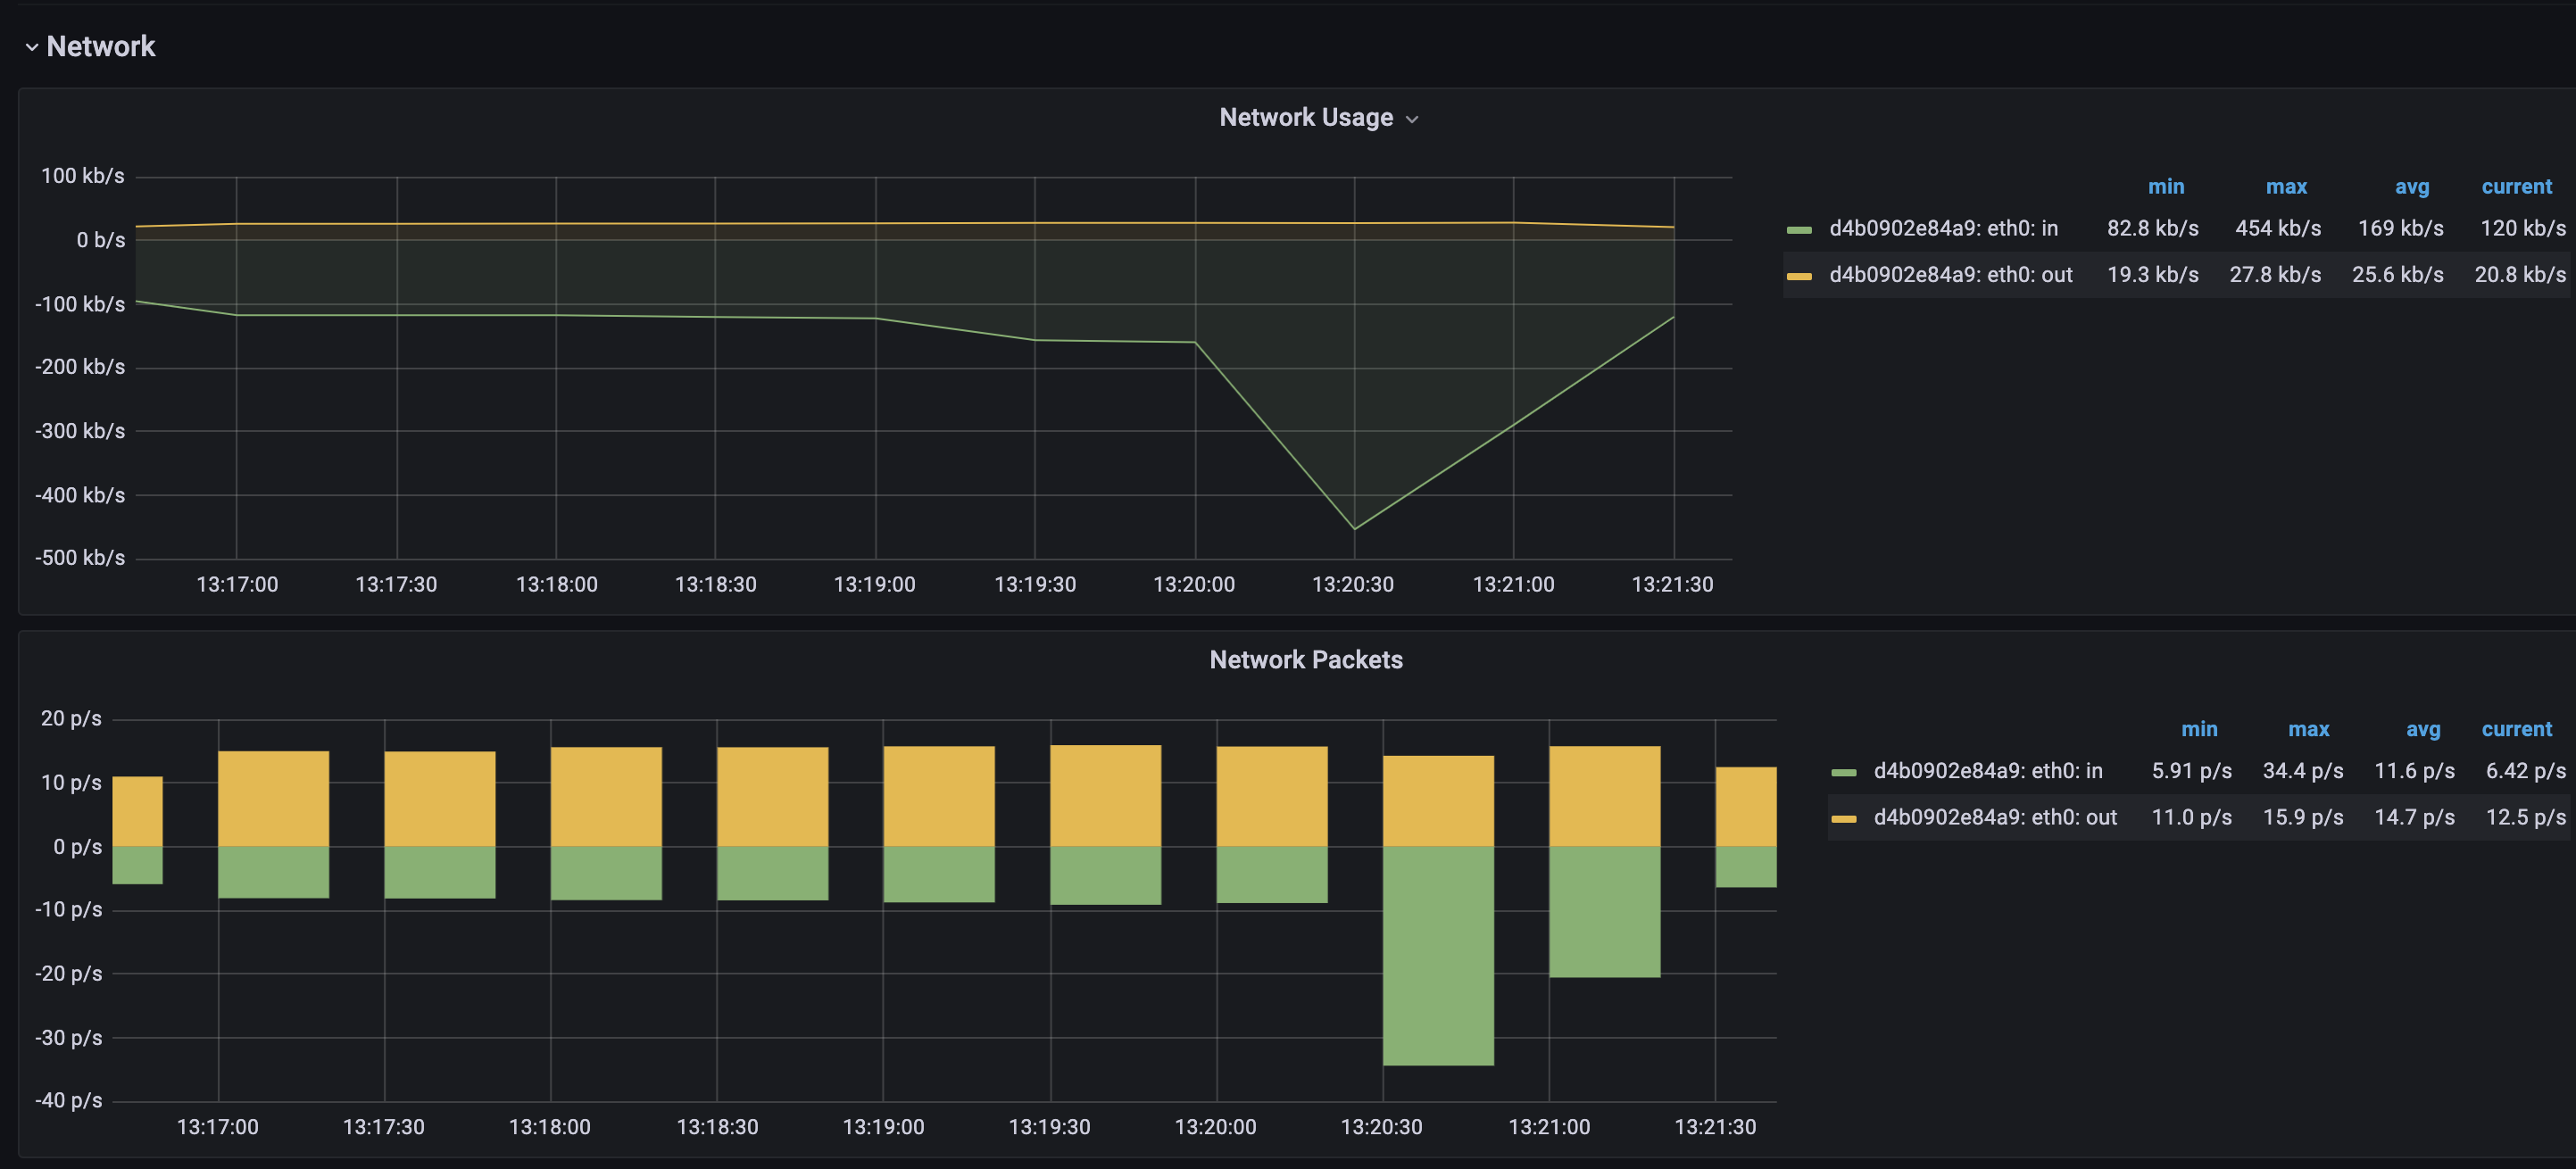 Network
Network Usage
100 kb/s
0 b/s
-100 kb/s
-200 kb/s
-300 kb/s
-400 kb/s
-500 kb/s
13:17:00 13:17:30 13:18:00 13:18:30 13:19:00 13:19:30 13:20:00 13:20:30 13:21:00 13:21:30
min max avg current
d4b0902e84a9: eth0: in 82.8 kb/s 454 kb/s 169 kb/s 120 kb/s
d4b0902e84a9: eth0: out 19.3 kb/s 27.8 kb/s 25.6 kb/s 20.8 kb/s
Network Packets
20 p/s
10 p/s
0 p/s
-10 p/s
-20 p/s
-30 p/s
-40 p/s
13:17:00 13:17:30 13:18:00 13:18:30 13:19:00 13:19:30 13:20:00 13:20:30 13:21:00 13:21:30
min max avg current
d4b0902e84a9: eth0: in 5.91 p/s 34.4 p/s 11.6 p/s 6.42 p/s
d4b0902e84a9: eth0: out 11.0 p/s 15.9 p/s 14.7 p/s 12.5 p/s